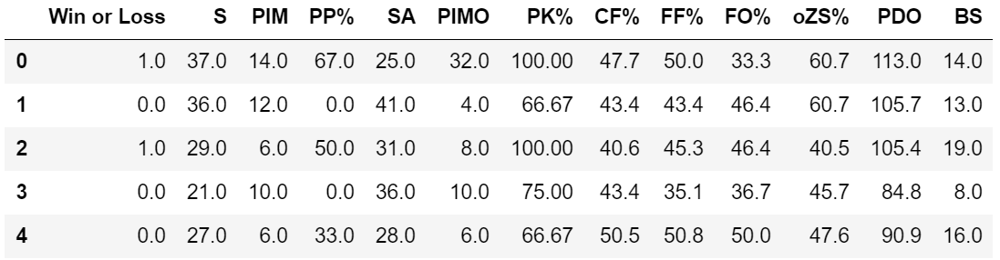 Win or Loss S PIM PP% SA PIMO PK% CF% FF% FO% oZS% PDO BS
0 1.0 37.0 14.0 67.0 25.0 32.0 100.00 47.7 50.0 33.3 60.7 113.0 14.0
1 0.0 36.0 12.0 0.0 41.0 4.0 66.67 43.4 43.4 46.4 60.7 105.7 13.0
2 1.0 29.0 6.0 50.0 31.0 8.0 100.00 40.6 45.3 46.4 40.5 105.4 19.0
3 0.0 21.0 10.0 0.0 36.0 10.0 75.00 43.4 35.1 36.7 45.7 84.8 8.0
4 0.0 27.0 6.0 33.0 28.0 6.0 66.67 50.5 50.8 50.0 47.6 90.9 16.0